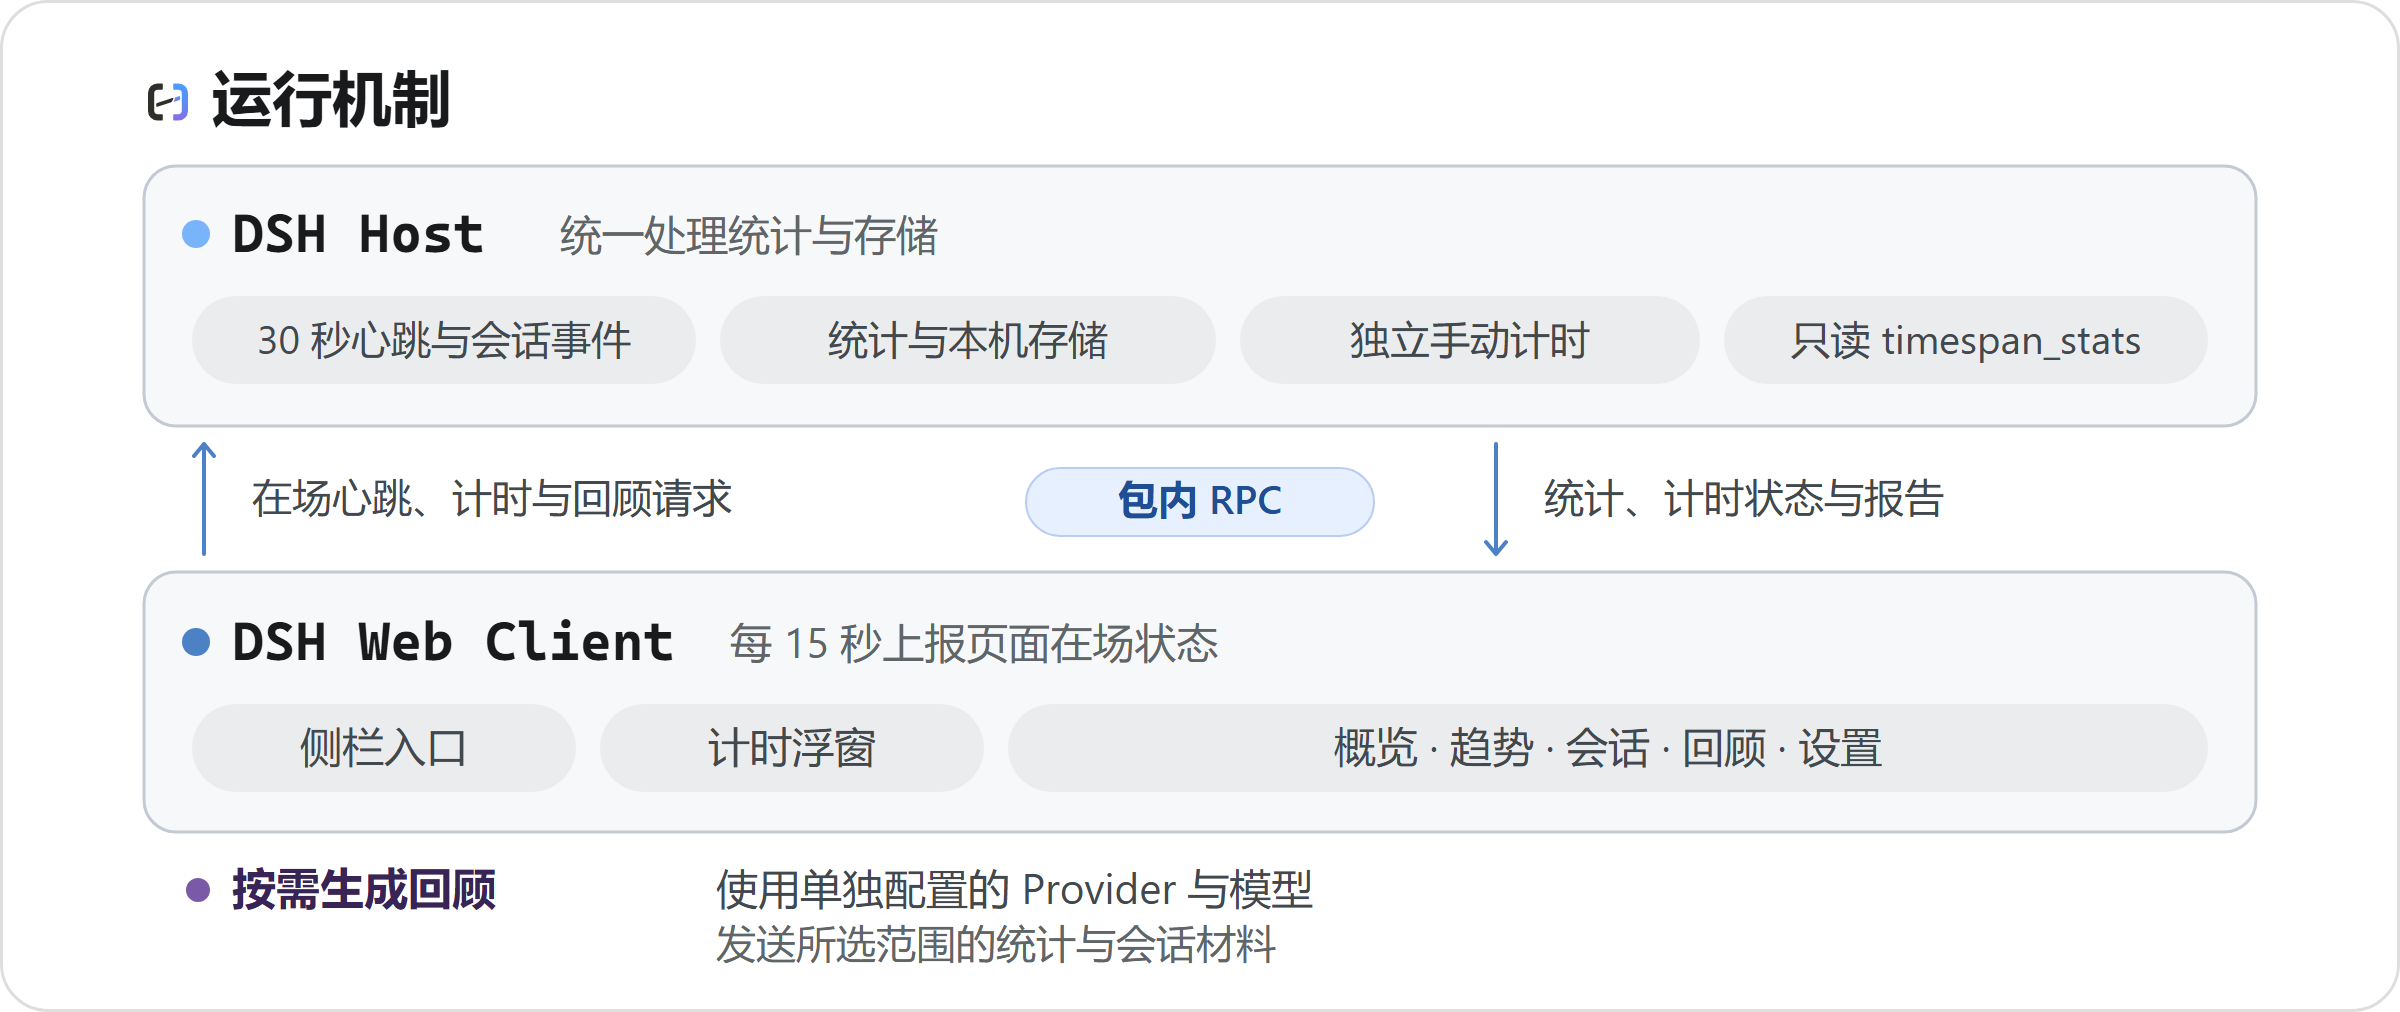 运行机制
DSH Host 统一处理统计与存储
30 秒心跳与会话事件 统计与本机存储 独立手动计时 只读 timespan_stats
在场心跳、计时与回顾请求 包内 RPC 统计、计时状态与报告
DSH Web Client 每 15 秒上报页面在场状态
侧栏入口 计时浮窗 概览 · 趋势 · 会话 · 回顾 · 设置
按需生成回顾 使用单独配置的 Provider 与模型
发送所选范围的统计与会话材料